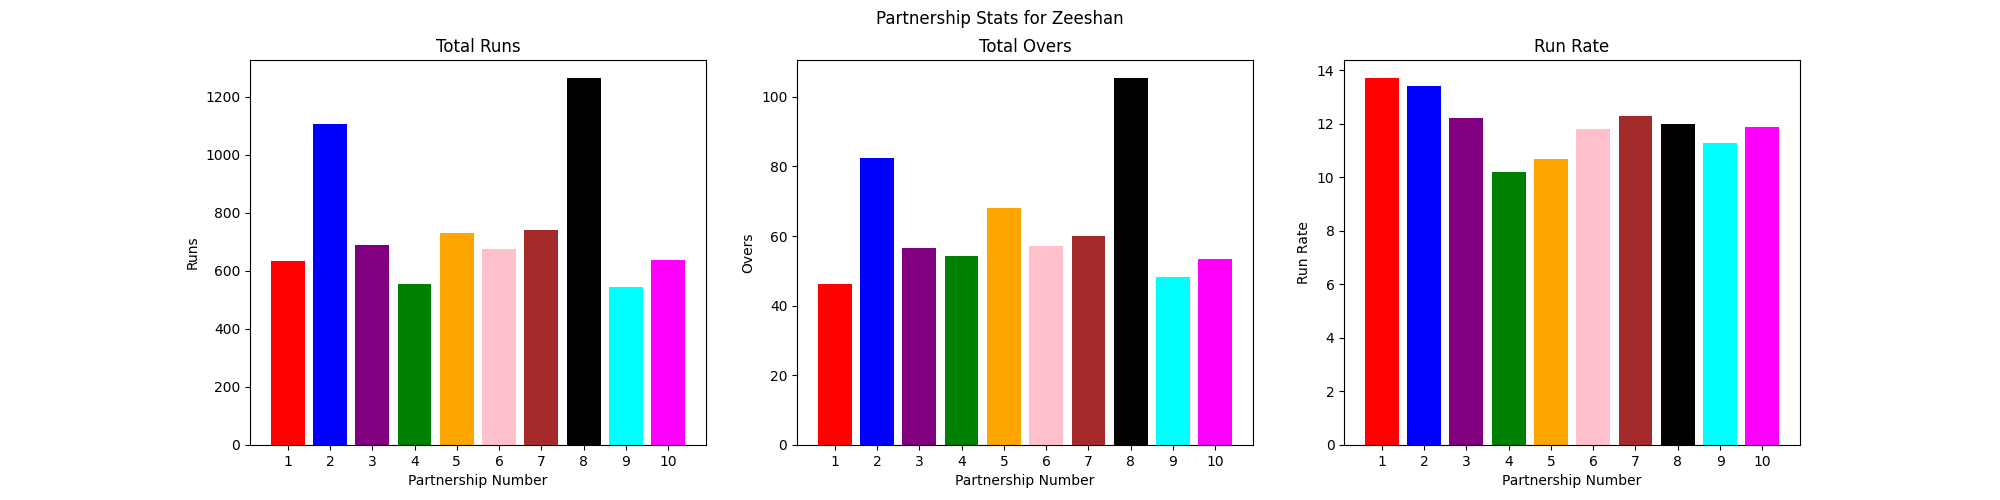 Partnership Stats for Zeeshan
Total Runs
1200
1000
800
600
400
200
0
Runs
1 2 3 4 5 6 7 8 9 10
Partnership Number
Total Overs
100
80
60
40
20
0
Overs
1 2 3 4 5 6 7 8 9 10
Partnership Number
Run Rate
14
12
10
8
6
4
2
0
Run Rate
1 2 3 4 5 6 7 8 9 10
Partnership Number